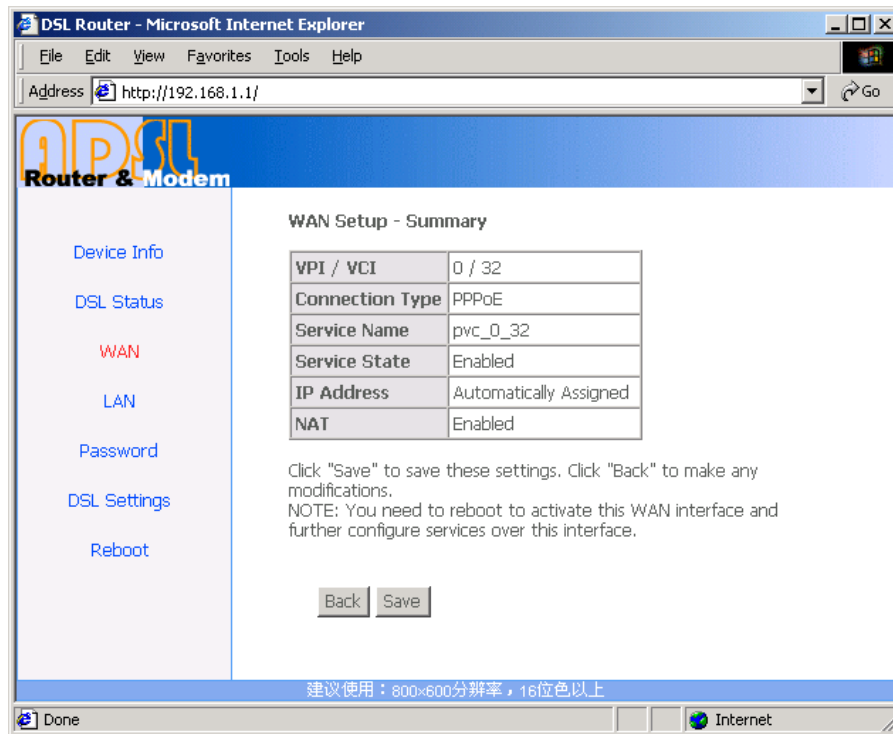 DSL Router - Microsoft Internet Explorer
File Edit View Favorites Tools Help
Address http://192.168.1.1/ Go
ADSL
Router & Modem
Device Info
DSL Status
WAN
LAN
Password
DSL Settings
Reboot
WAN Setup - Summary
VPI / VCI 0 / 32
Connection Type PPPoE
Service Name pvc_0_32
Service State Enabled
IP Address Automatically Assigned
NAT Enabled
Click "Save" to save these settings. Click "Back" to make any
modifications.
NOTE: You need to reboot to activate this WAN interface and
further configure services over this interface.
Back Save
建议使用：800×600分辨率，16位色以上
Done Internet